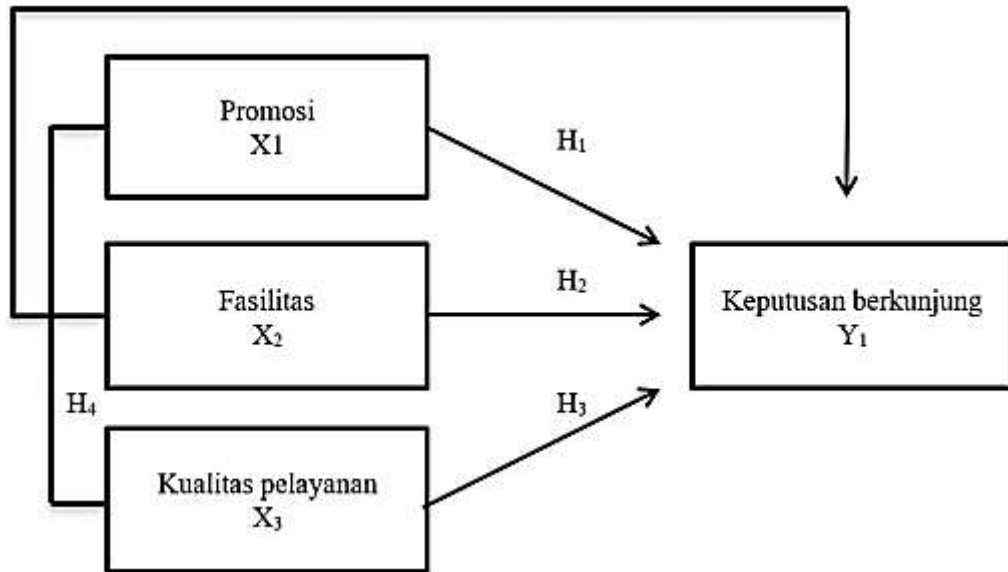 Promosi
X1
H₁
Fasilitas
X₂
H₂
Keputusan berkunjung
Y₁
H₄
H₃
Kualitas pelayanan
X₃